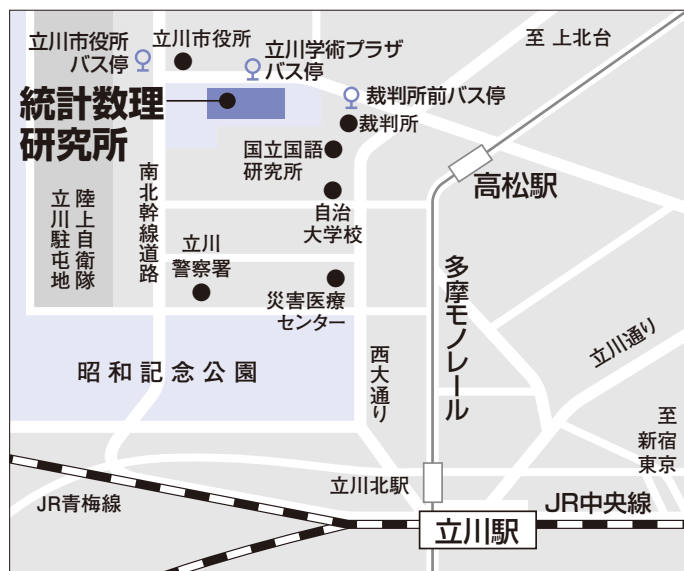 立川市役所
バス停
立川市役所
立川学術プラザ
バス停
至 上北台
統計数理
研究所
裁判所前バス停
裁判所
国立国語
研究所
高松駅
自治
大学校
南北幹線道路
陸上自衛隊
立川駐屯地
立川
警察署
災害医療
センター
多摩モノレール
立川通り
昭和記念公園
西大通り
至
新宿
東京
立川北駅
JR青梅線
JR中央線
立川駅